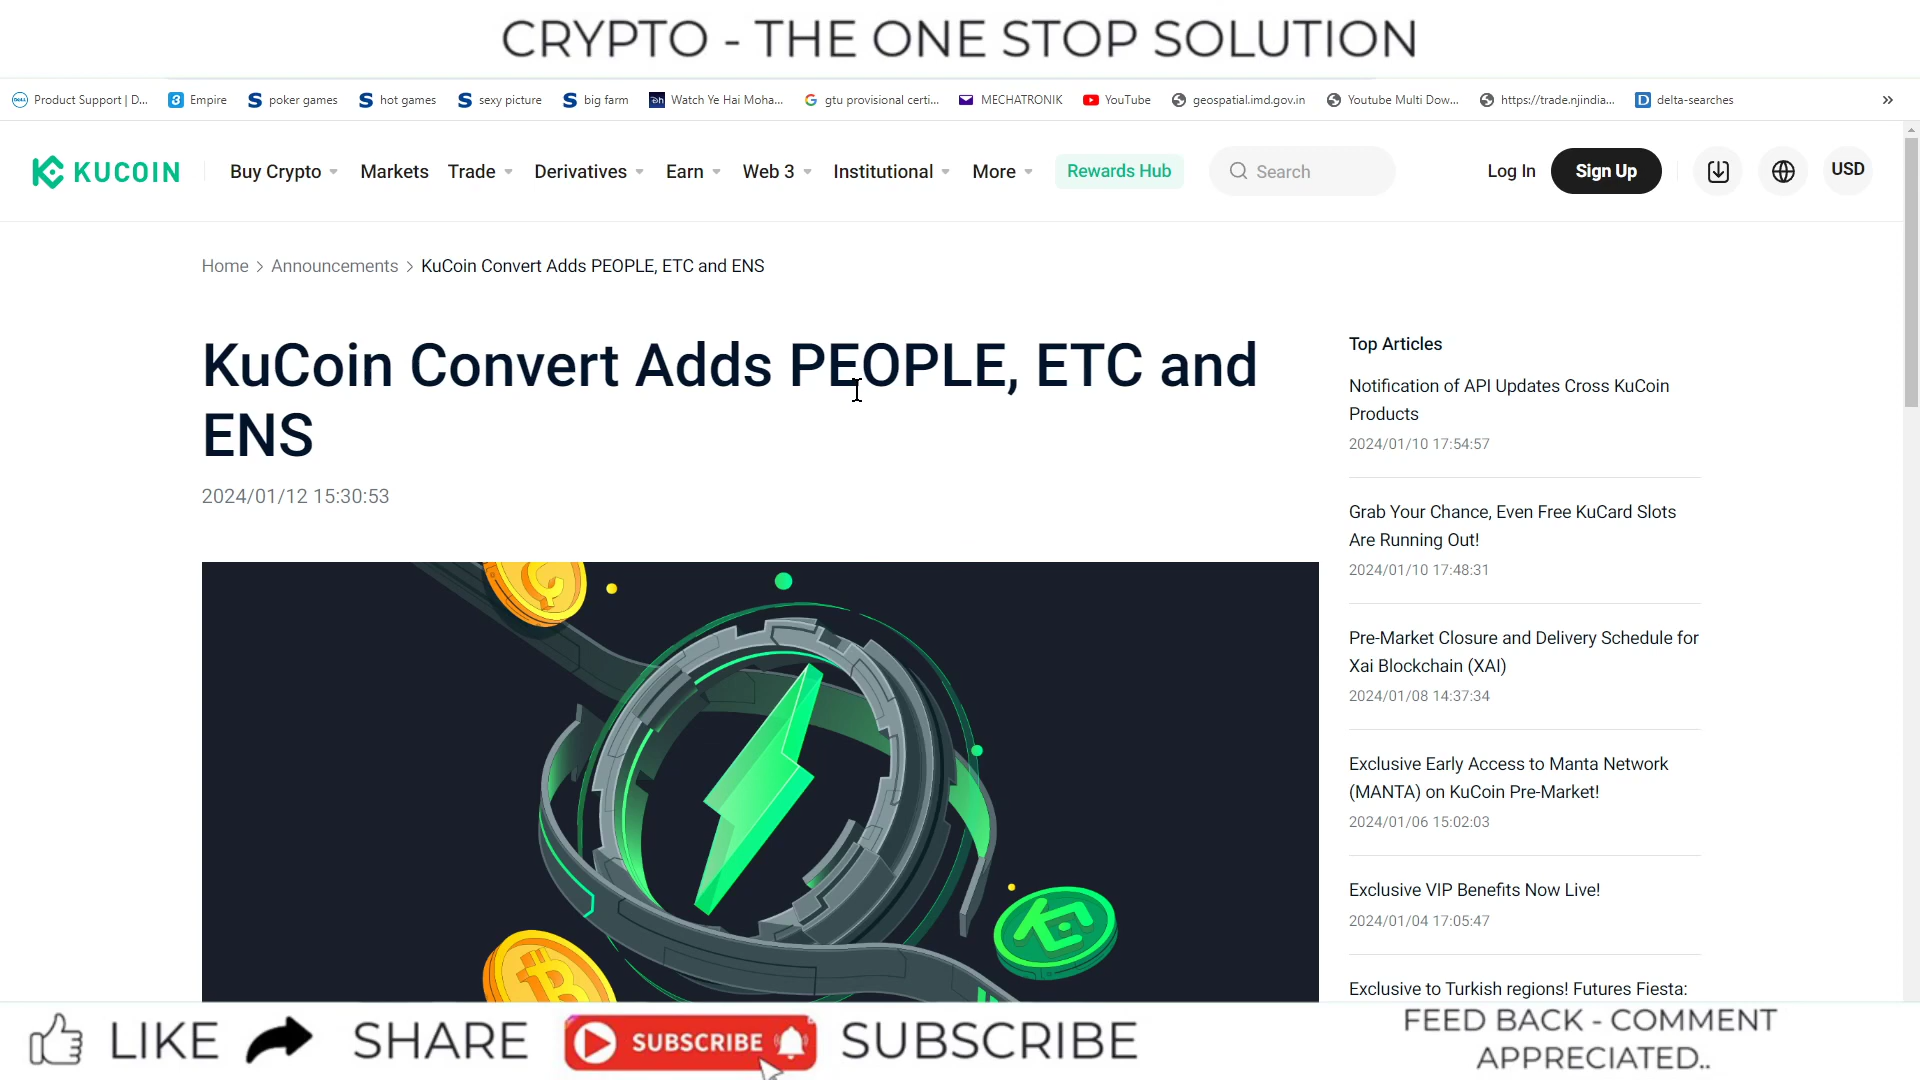 CRYPTO - THE ONE STOP SOLUTION
Product Support | D... Empire poker games hot games sexy picture big farm Watch Ye Hai Moha... gtu provisional certi... MECHATRONIK YouTube geospatial.imd.gov.in Youtube Multi Dow... https://trade.njindia... delta-searches »
KUCOIN Buy Crypto Markets Trade Derivatives Earn Web 3 Institutional More Rewards Hub Search Log In Sign Up USD
Home > Announcements > KuCoin Convert Adds PEOPLE, ETC and ENS
KuCoin Convert Adds PEOPLE, ETC and
ENS
2024/01/12 15:30:53
Top Articles
Notification of API Updates Cross KuCoin
Products
2024/01/10 17:54:57
Grab Your Chance, Even Free KuCard Slots
Are Running Out!
2024/01/10 17:48:31
Pre-Market Closure and Delivery Schedule for
Xai Blockchain (XAI)
2024/01/08 14:37:34
Exclusive Early Access to Manta Network
(MANTA) on KuCoin Pre-Market!
2024/01/06 15:02:03
Exclusive VIP Benefits Now Live!
2024/01/04 17:05:47
Exclusive to Turkish regions! Futures Fiesta:
LIKE SHARE SUBSCRIBE SUBSCRIBE
FEED BACK - COMMENT
APPRECIATED..